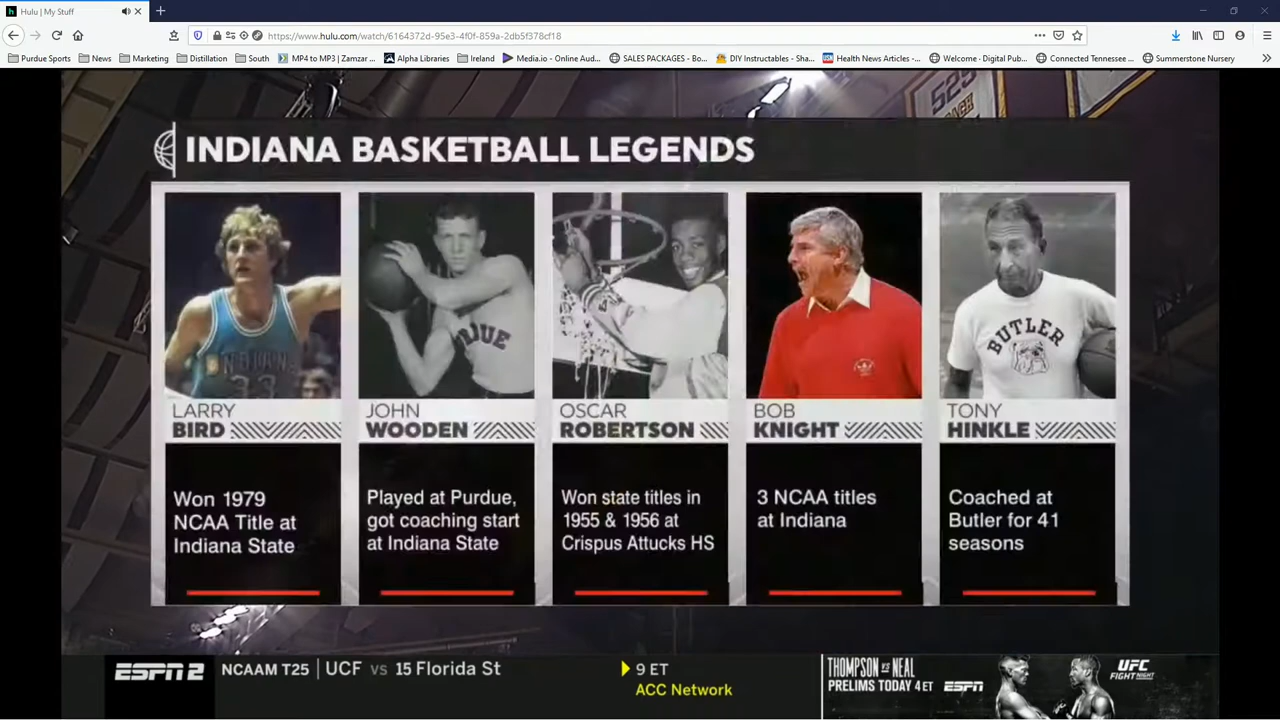 Hulu | My Stuff
https://www.hulu.com/watch/6164372d-95e3-4f0f-859a-2db5f378cf18
Purdue Sports
News
Marketing
Distillation
South
MP4 to MP3 | Zamzar ...
Alpha Libraries
Ireland
Media.io - Online Aud...
SALES PACKAGES - Bo...
DIY Instructables - Sha...
Health News Articles -...
Welcome - Digital Pub...
Connected Tennessee ...
Summerstone Nursery
INDIANA BASKETBALL LEGENDS
33
RDUE
BUTLER
LARRY
BIRD
JOHN
WOODEN
OSCAR
ROBERTSON
BOB
KNIGHT
TONY
HINKLE
Won 1979
NCAA Title at
Indiana State
Played at Purdue,
got coaching start
at Indiana State
Won state titles in
1955 & 1956 at
Crispus Attucks HS
3 NCAA titles
at Indiana
Coached at
Butler for 41
seasons
ESPN 2
NCAAM T25 | UCF vs 15 Florida St
9 ET
ACC Network
THOMPSON VS NEAL
PRELIMS TODAY 4 ET ESPN
UFC
FIGHT NIGHT